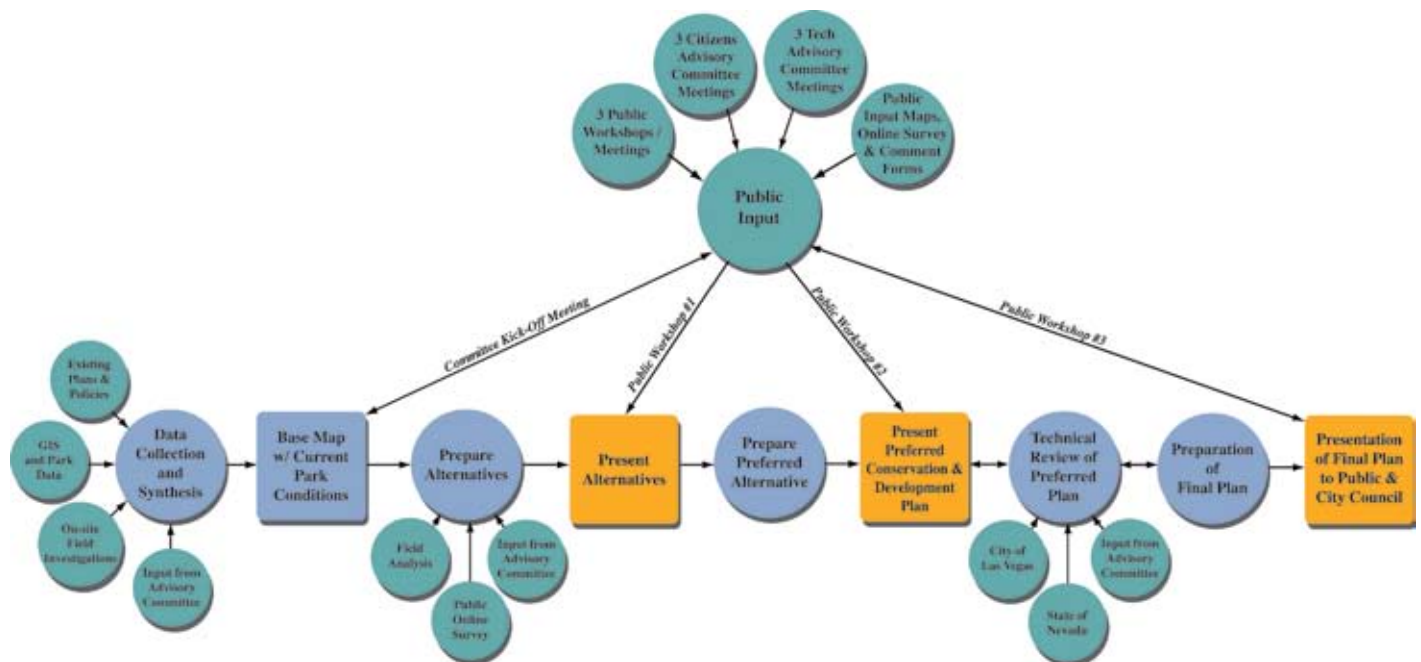 3 Citizens
Advisory
Committee
Meetings
3 Tech
Advisory
Committee
Meetings
3 Public
Workshops /
Meetings
Public
Input Maps,
Online Survey
& Comment
Forms
Public
Input
Committee Kick-Off Meeting
Public Workshop #1
Public Workshop #2
Public Workshop #3
Existing
Plans &
Policies
GIS
and Park
Data
On-site
Field
Investigations
Input from
Advisory
Committee
Data
Collection
and
Synthesis
Base Map
w/ Current
Park
Conditions
Prepare
Alternatives
Field
Analysis
Public
Online
Survey
Input from
Advisory
Committee
Present
Alternatives
Prepare
Preferred
Alternative
Present
Preferred
Conservation &
Development
Plan
Technical
Review of
Preferred
Plan
City of
Las Vegas
State of
Nevada
Input from
Advisory
Committee
Preparation
of
Final Plan
Presentation
of Final Plan
to Public &
City Council